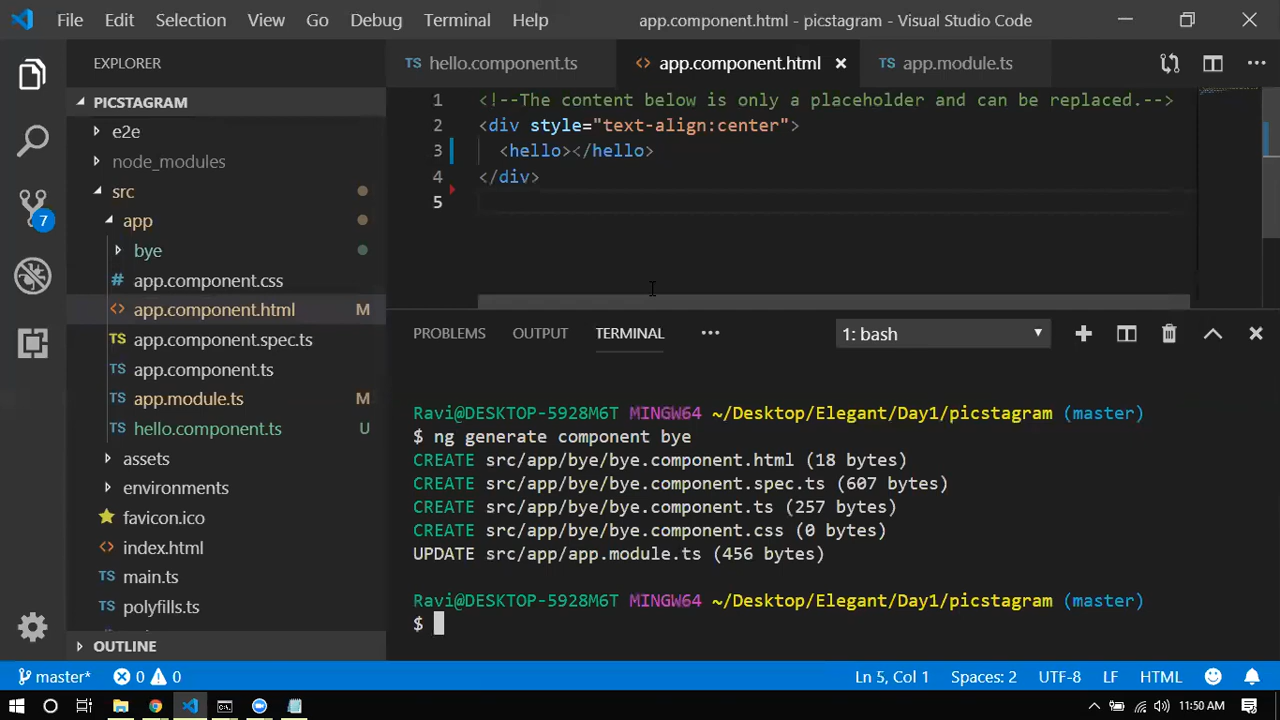 File Edit Selection View Go Debug Terminal Help app.component.html - picstagram - Visual Studio Code
EXPLORER
PICSTAGRAM
e2e
node_modules
src
app
bye
app.component.css
app.component.html M
app.component.spec.ts
app.component.ts
app.module.ts M
hello.component.ts U
assets
environments
favicon.ico
index.html
main.ts
polyfills.ts
OUTLINE
7
TS hello.component.ts app.component.html TS app.module.ts
1 <!--The content below is only a placeholder and can be replaced.-->
2 <div style="text-align:center">
3 <hello></hello>
4 </div>
5
PROBLEMS OUTPUT TERMINAL 1: bash
Ravi@DESKTOP-5928M6T MINGW64 ~/Desktop/Elegant/Day1/picstagram (master)
$ ng generate component bye
CREATE src/app/bye/bye.component.html (18 bytes)
CREATE src/app/bye/bye.component.spec.ts (607 bytes)
CREATE src/app/bye/bye.component.ts (257 bytes)
CREATE src/app/bye/bye.component.css (0 bytes)
UPDATE src/app/app.module.ts (456 bytes)
Ravi@DESKTOP-5928M6T MINGW64 ~/Desktop/Elegant/Day1/picstagram (master)
$
master* 0 0 Ln 5, Col 1 Spaces: 2 UTF-8 LF HTML
11:50 AM